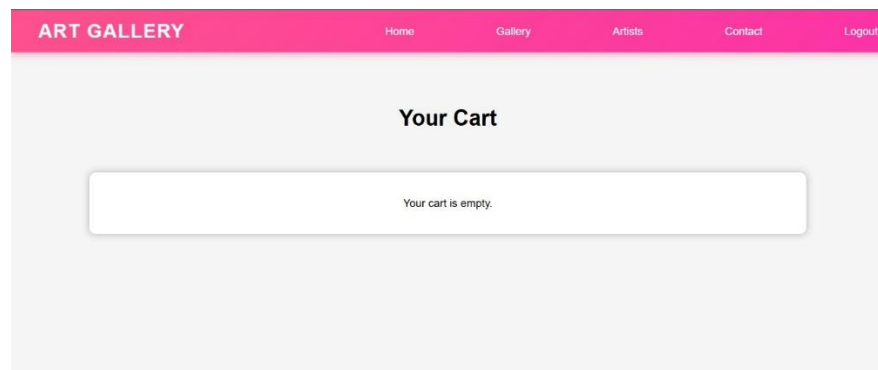 ART GALLERY Home Gallery Artists Contact Logout
Your Cart
Your cart is empty.